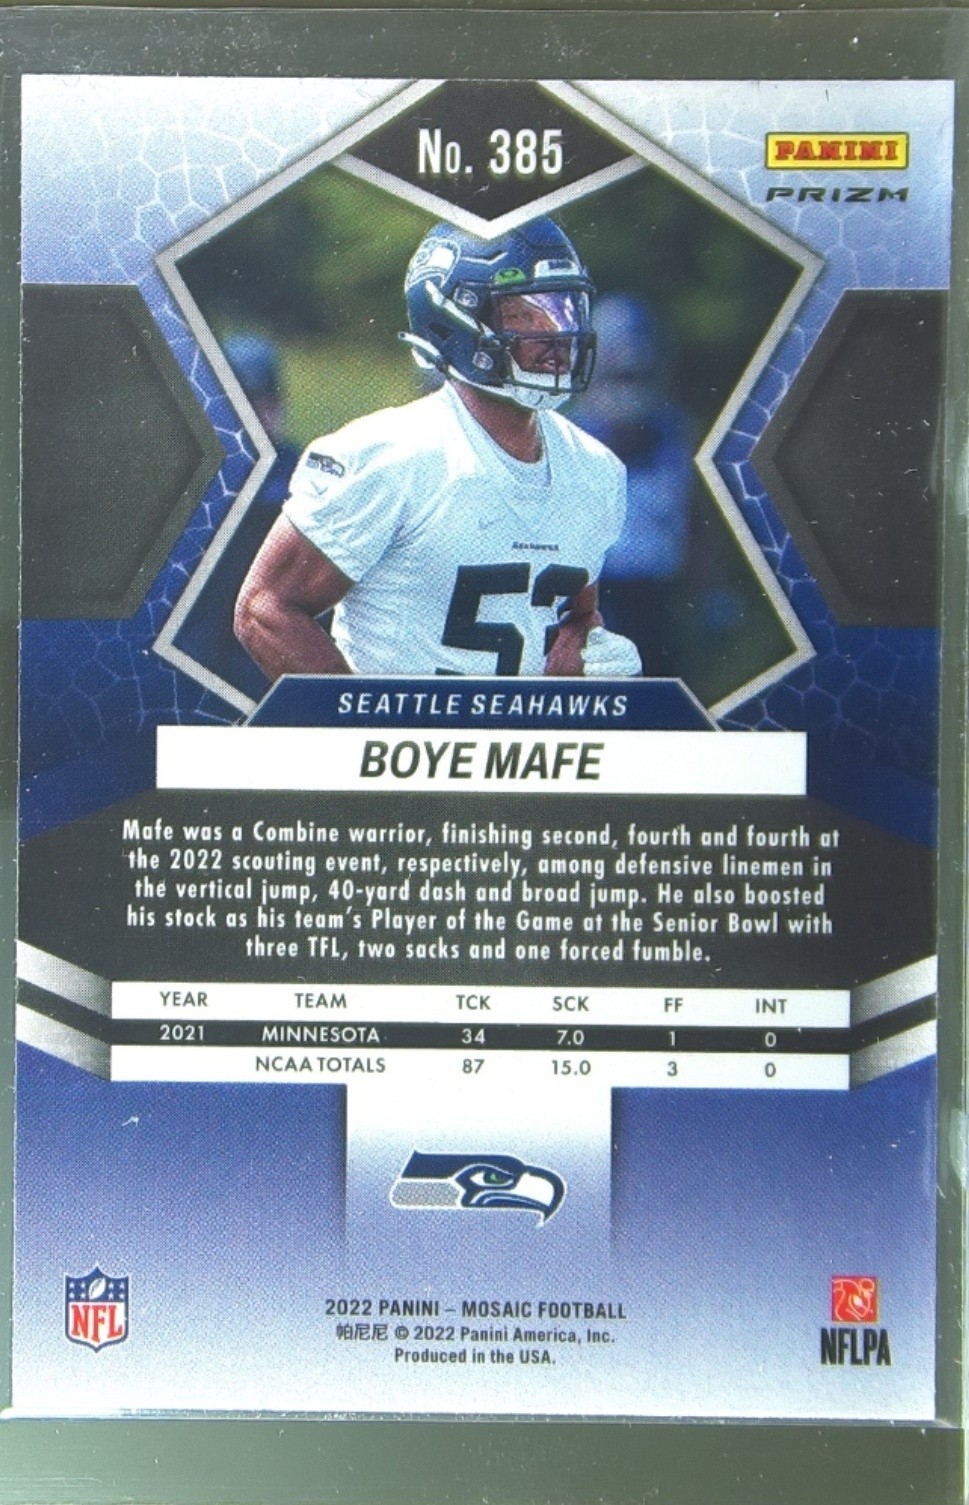 No. 385
PANINI
PRIZM
SEAHAWKS
53
SEATTLE SEAHAWKS
BOYE MAFE
Mafe was a Combine warrior, finishing second, fourth and fourth at
the 2022 scouting event, respectively, among defensive linemen in
the vertical jump, 40-yard dash and broad jump. He also boosted
his stock as his team's Player of the Game at the Senior Bowl with
three TFL, two sacks and one forced fumble.
YEAR TEAM TCK SCK FF INT
2021 MINNESOTA 34 7.0 1 0
NCAA TOTALS 87 15.0 3 0
NFL
2022 PANINI – MOSAIC FOOTBALL
帕尼尼 © 2022 Panini America, Inc.
Produced in the USA.
NFLPA